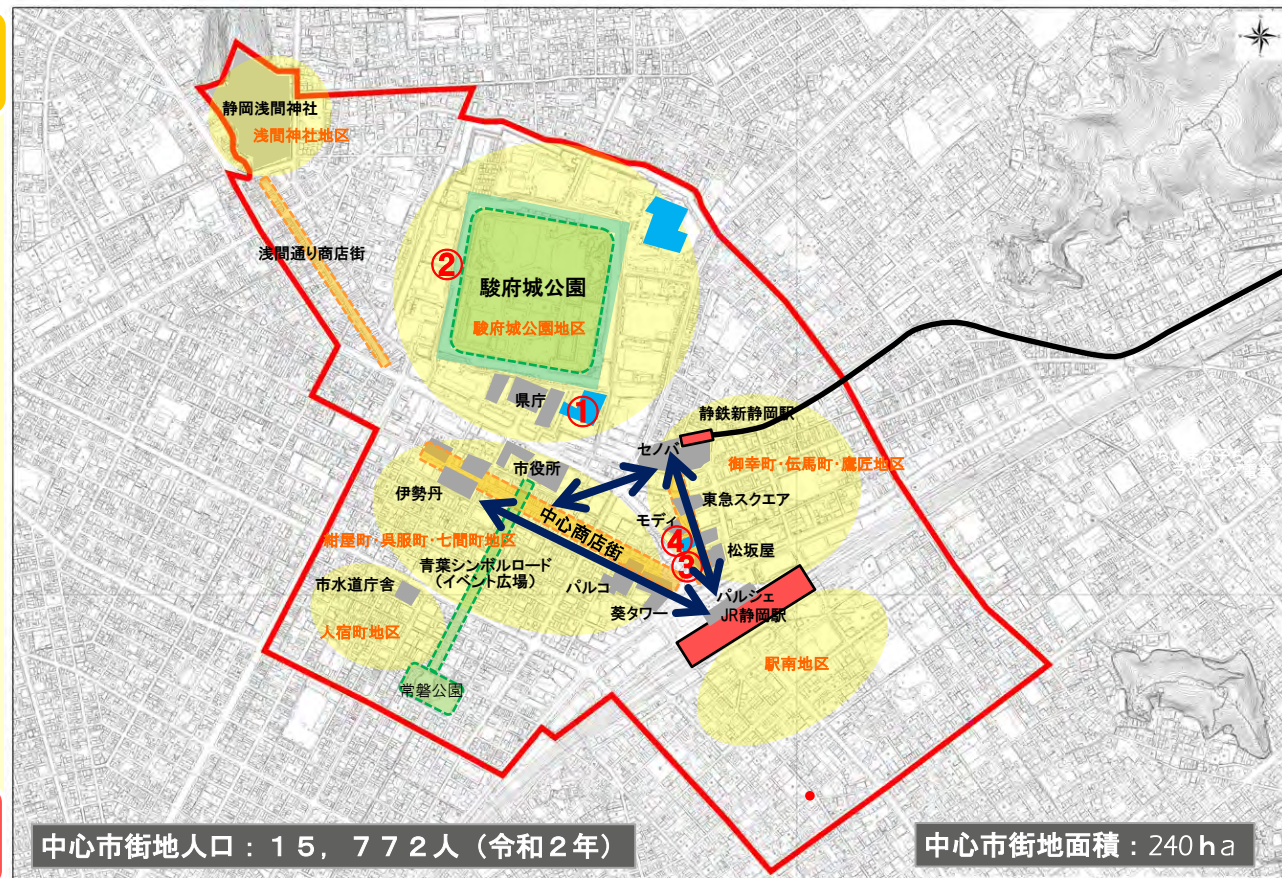 静岡浅間神社
浅間神社地区
浅間通り商店街
②
駿府城公園
駿府城公園地区
県庁
①
静鉄新静岡駅
セノバ
御幸町・伝馬町・鷹匠地区
市役所
伊勢丹
東急スクエア
モディ
中心商店街
④
松坂屋
紺屋町・呉服町・七間町地区
③
青葉シンボルロード
(イベント広場)
市水道庁舎
パルコ
パルシェ
葵タワー
JR静岡駅
人宿町地区
駅南地区
常磐公園
中心市街地人口：１５，７７２人（令和２年）
中心市街地面積：240ｈa